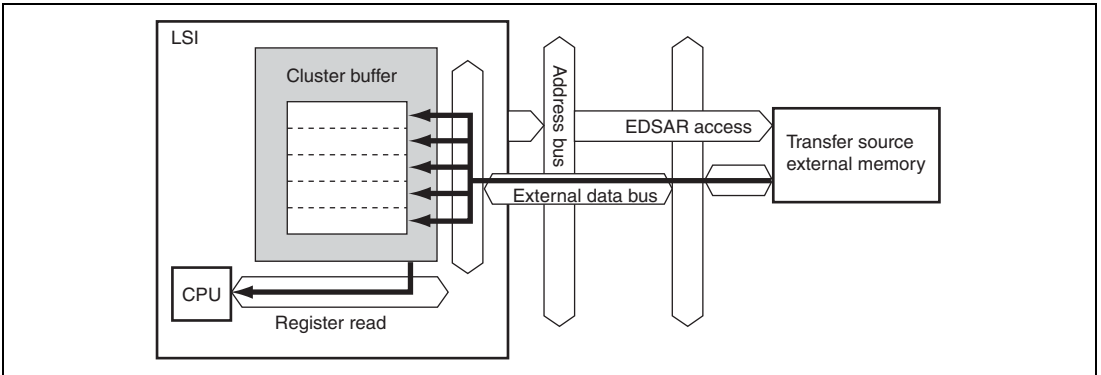 LSI
Cluster buffer
Address bus
EDSAR access
Transfer source
external memory
External data bus
CPU
Register read